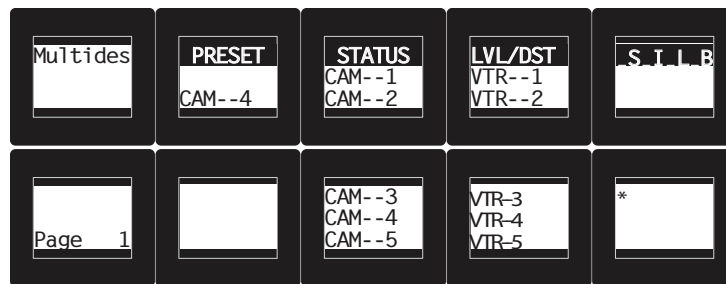 Multides
PRESET
CAM--4
STATUS
CAM--1
CAM--2
LVL/DST
VTR--1
VTR--2
_S_I_L_B
Page 1
CAM--3
CAM--4
CAM--5
VTR-3
VTR-4
VTR-5
*